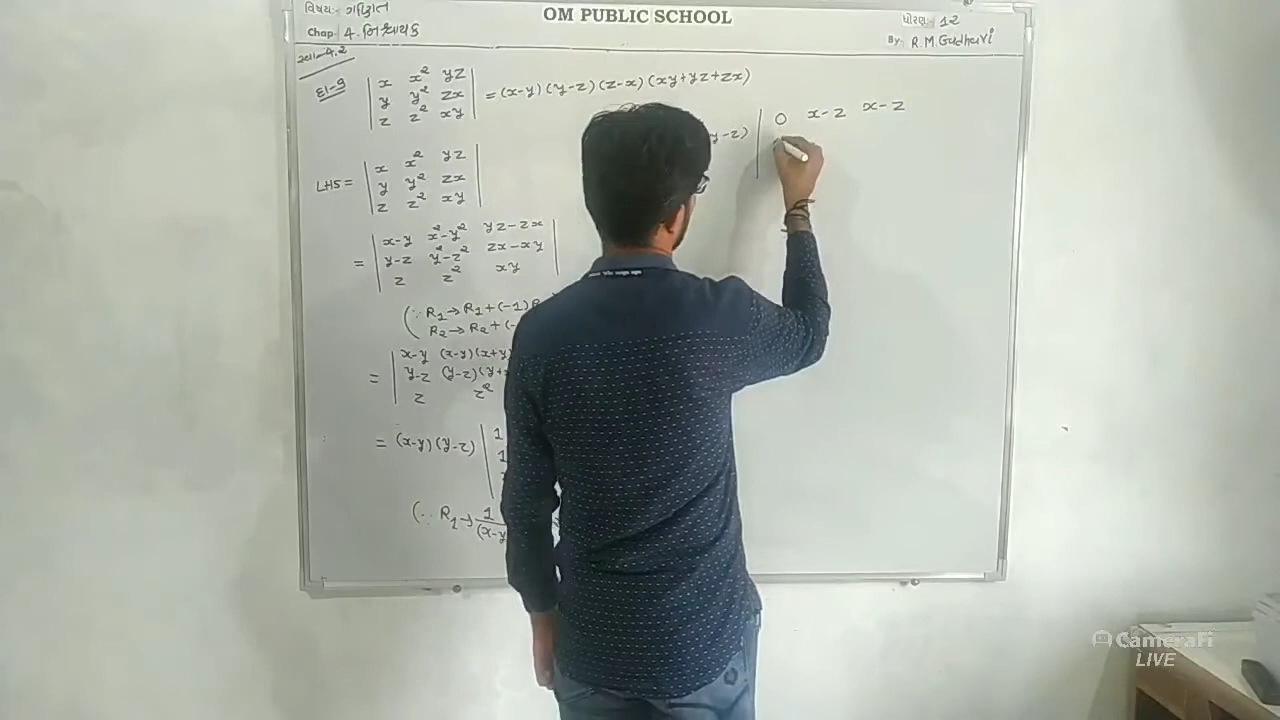 વિષય: ગણિત
OM PUBLIC SCHOOL
ધોરણ:- 12
Chap: 4. નિશ્ચાયક
By: R.M.Gadhavi
સ્વા-4.2
દા-9
| x x² yz |
| y y² zx | = (x-y)(y-z)(z-x)(xy+yz+zx)
| z z² xy |
| x x² yz |
LHS = | y y² zx |
| z z² xy |
| x-y x²-y² yz-zx |
= | y-z y²-z² zx-xy |
| z z² xy |
(∵ R₁→R₁+(-1)R
R₂→R₂+(-
| x-y (x-y)(x+y)
= | y-z (y-z)(y+
| z z²
= (x-y)(y-z) | 1
| 1
(∵ R₁→ 1
(x-y
y-z) | 0 x-z x-z